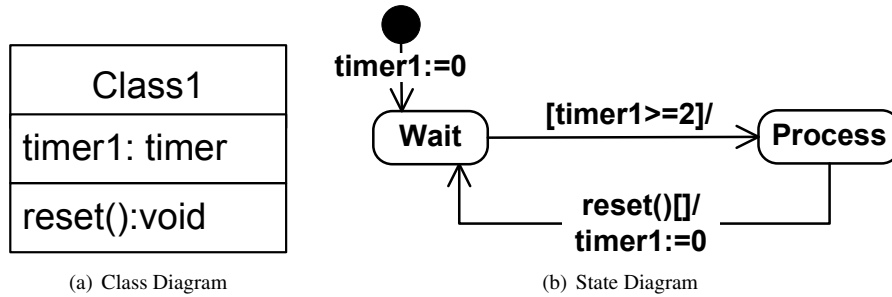 Class1
timer1: timer
reset():void
(a) Class Diagram
timer1:=0
Wait
[timer1>=2]/
Process
reset()[]/
timer1:=0
(b) State Diagram